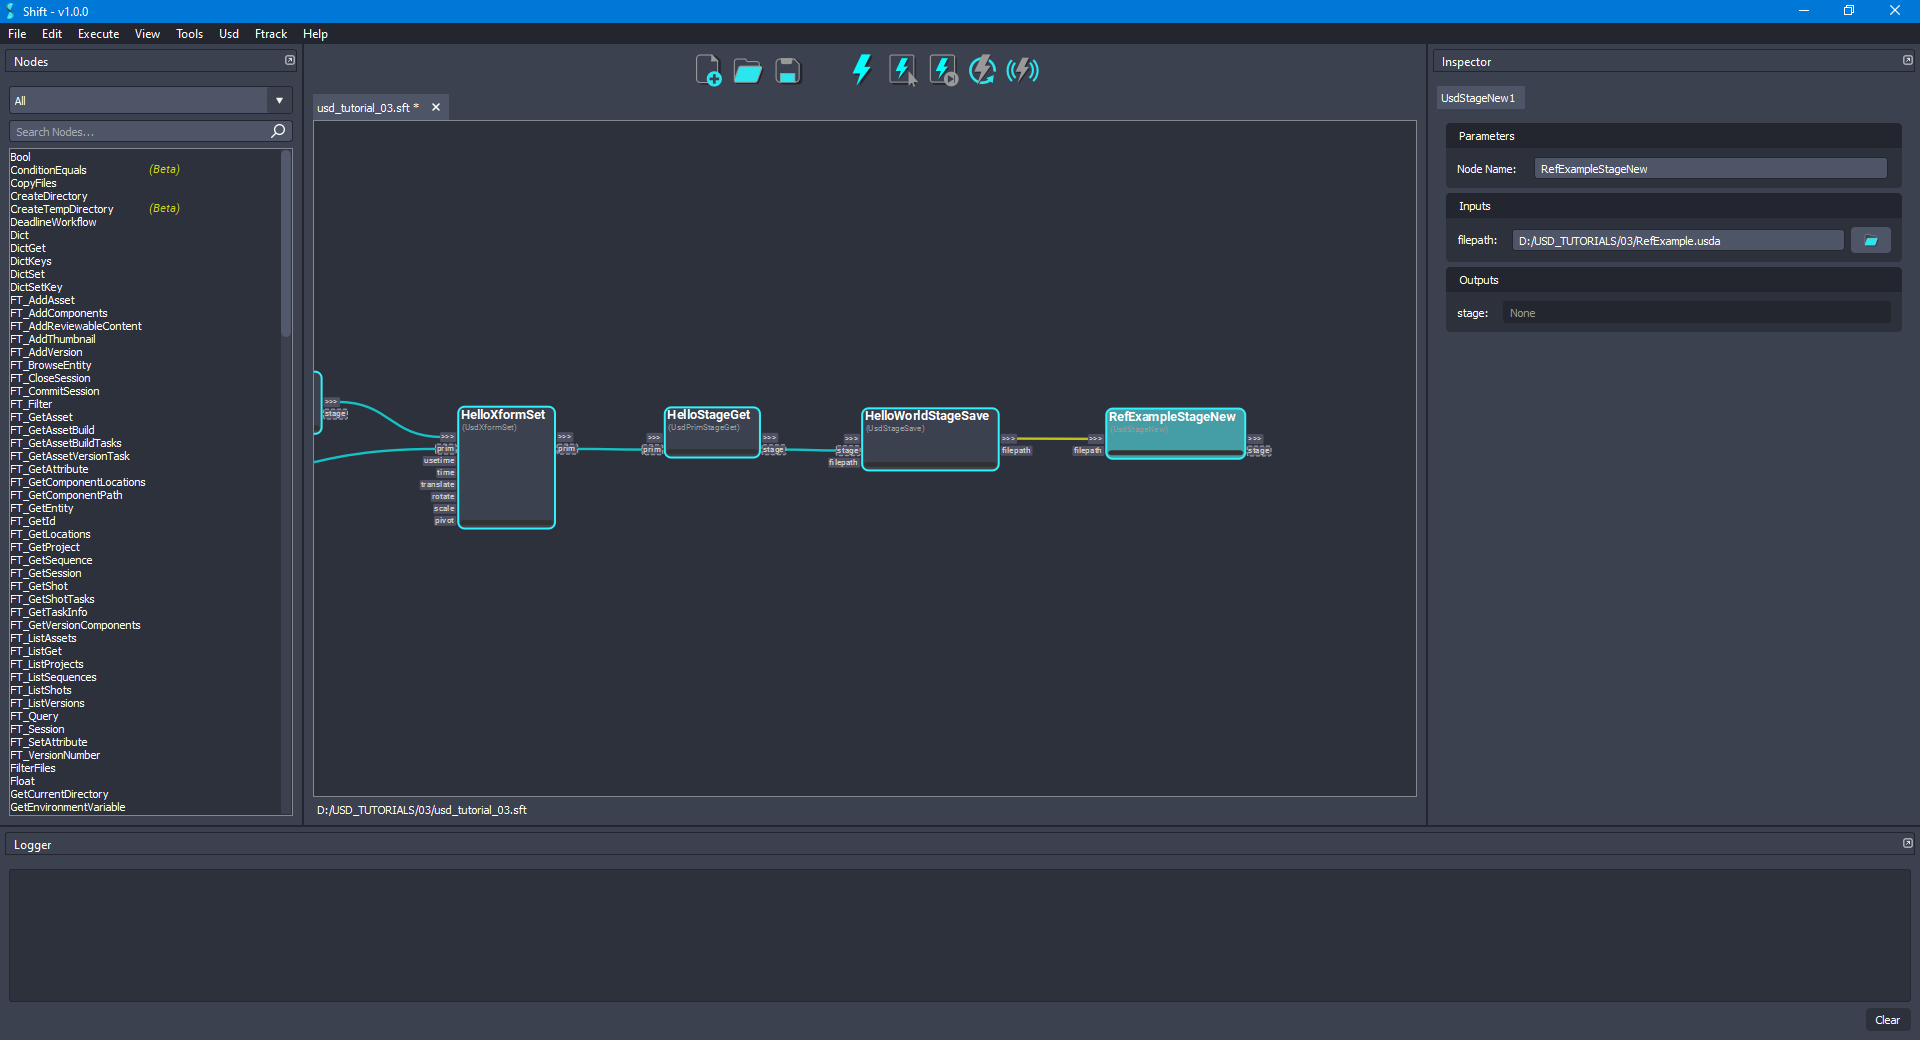 Shift - v1.0.0
File Edit Execute View Tools Usd Ftrack Help
Nodes
All
Search Nodes...
Bool
ConditionEquals (Beta)
CopyFiles
CreateDirectory
CreateTempDirectory (Beta)
DeadlineWorkflow
Dict
DictGet
DictKeys
DictSet
DictSetKey
FT_AddAsset
FT_AddComponents
FT_AddReviewableContent
FT_AddThumbnail
FT_AddVersion
FT_BrowseEntity
FT_CloseSession
FT_CommitSession
FT_Filter
FT_GetAsset
FT_GetAssetBuild
FT_GetAssetBuildTasks
FT_GetAssetVersionTask
FT_GetAttribute
FT_GetComponentLocations
FT_GetComponentPath
FT_GetEntity
FT_GetId
FT_GetLocations
FT_GetProject
FT_GetSequence
FT_GetSession
FT_GetShot
FT_GetShotTasks
FT_GetTaskInfo
FT_GetVersionComponents
FT_ListAssets
FT_ListGet
FT_ListProjects
FT_ListSequences
FT_ListShots
FT_ListVersions
FT_Query
FT_Session
FT_SetAttribute
FT_VersionNumber
FilterFiles
Float
GetCurrentDirectory
GetEnvironmentVariable
usd_tutorial_03.sft *
>>>
stage
HelloXformSet
(UsdXformSet)
>>> >>>
prim prim
usetime
time
translate
rotate
scale
pivot
HelloStageGet
(UsdPrimStageGet)
>>> >>>
prim stage
HelloWorldStageSave
(UsdStageSave)
>>> >>>
stage filepath
filepath
RefExampleStageNew
(UsdStageNew)
>>> >>>
filepath stage
D:/USD_TUTORIALS/03/usd_tutorial_03.sft
Inspector
UsdStageNew1
Parameters
Node Name: RefExampleStageNew
Inputs
filepath: D:/USD_TUTORIALS/03/RefExample.usda
Outputs
stage: None
Logger
Clear